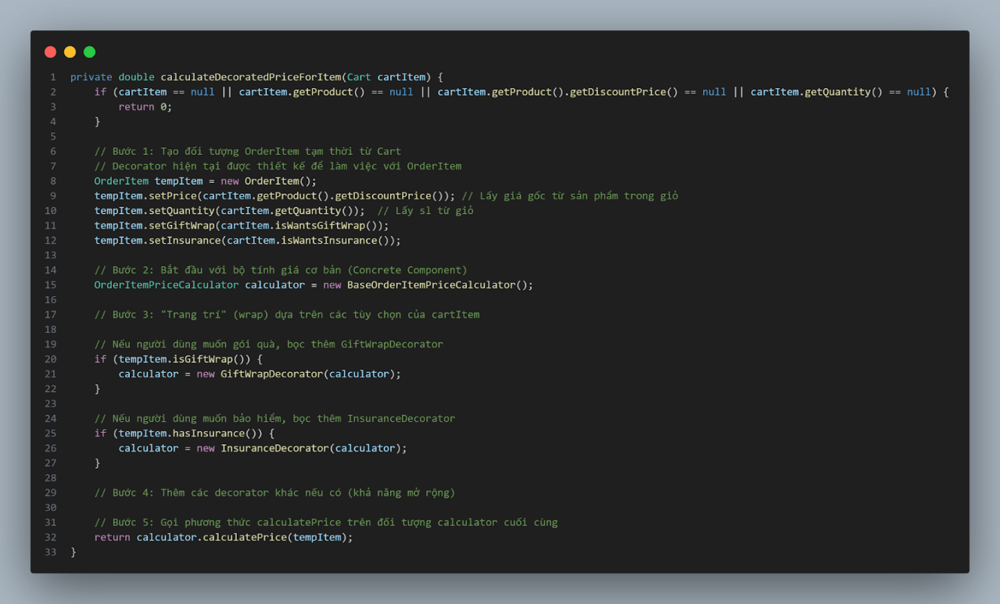 1 private double calculateDecoratedPriceForItem(Cart cartItem) {
2     if (cartItem == null || cartItem.getProduct() == null || cartItem.getProduct().getDiscountPrice() == null || cartItem.getQuantity() == null) {
3         return 0;
4     }
5
6     // Bước 1: Tạo đối tượng OrderItem tạm thời từ Cart
7     // Decorator hiện tại được thiết kế để làm việc với OrderItem
8     OrderItem tempItem = new OrderItem();
9     tempItem.setPrice(cartItem.getProduct().getDiscountPrice()); // Lấy giá gốc từ sản phẩm trong giỏ
10     tempItem.setQuantity(cartItem.getQuantity());  // Lấy sl từ giỏ
11     tempItem.setGiftWrap(cartItem.isWantsGiftWrap());
12     tempItem.setInsurance(cartItem.isWantsInsurance());
13
14     // Bước 2: Bắt đầu với bộ tính giá cơ bản (Concrete Component)
15     OrderItemPriceCalculator calculator = new BaseOrderItemPriceCalculator();
16
17     // Bước 3: "Trang trí" (wrap) dựa trên các tùy chọn của cartItem
18
19     // Nếu người dùng muốn gói quà, bọc thêm GiftWrapDecorator
20     if (tempItem.isGiftWrap()) {
21         calculator = new GiftWrapDecorator(calculator);
22     }
23
24     // Nếu người dùng muốn bảo hiểm, bọc thêm InsuranceDecorator
25     if (tempItem.hasInsurance()) {
26         calculator = new InsuranceDecorator(calculator);
27     }
28
29     // Bước 4: Thêm các decorator khác nếu có (khả năng mở rộng)
30
31     // Bước 5: Gọi phương thức calculatePrice trên đối tượng calculator cuối cùng
32     return calculator.calculatePrice(tempItem);
33 }